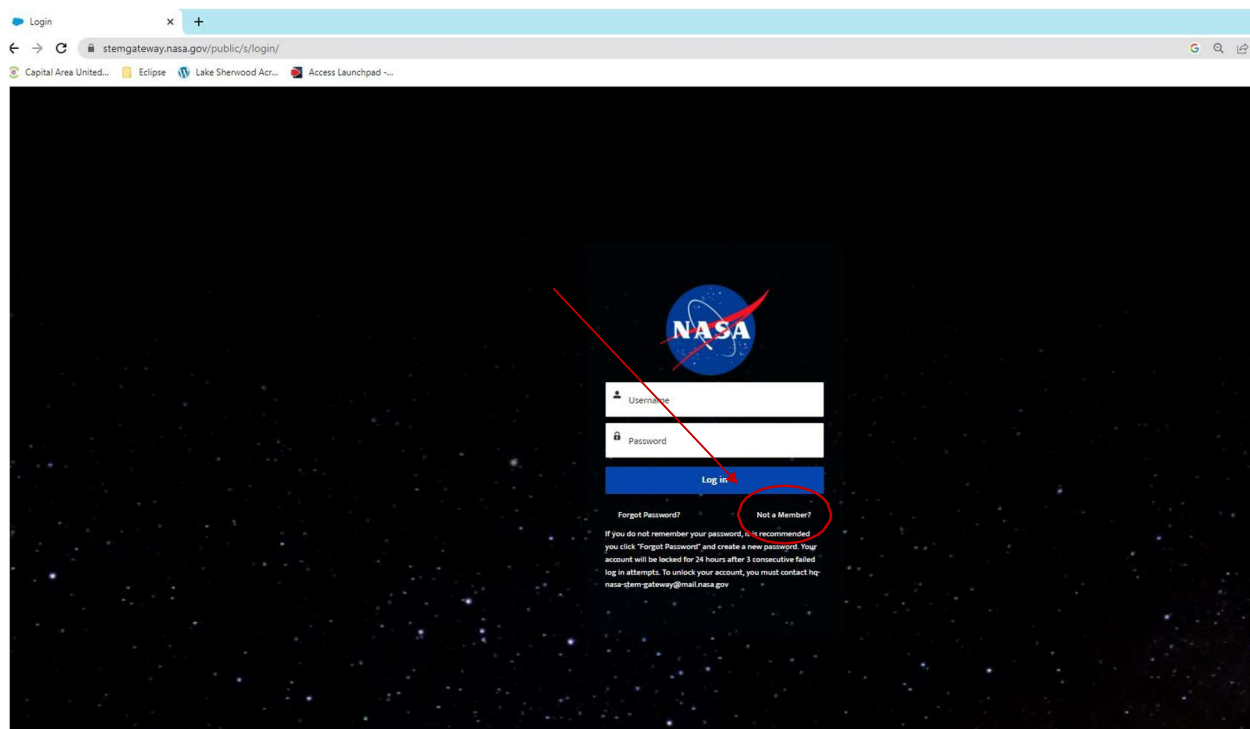 Login
stemgateway.nasa.gov/public/s/login/
Capital Area United...
Eclipse
Lake Sherwood Acr...
Access Launchpad -...
NASA
Username
Password
Log in
Forgot Password?
Not a Member?
If you do not remember your password, it is recommended
you click "Forgot Password" and create a new password. Your
account will be locked for 24 hours after 3 consecutive failed
log in attempts. To unlock your account, you must contact hq-
nasa-stem-gateway@mail.nasa.gov